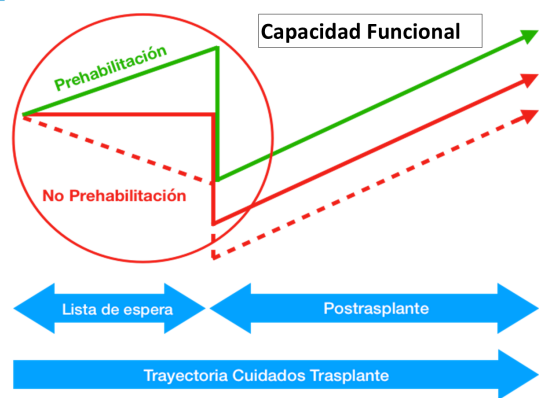 Capacidad Funcional
Prehabilitación
No Prehabilitación
Lista de espera
Postrasplante
Trayectoria Cuidados Trasplante